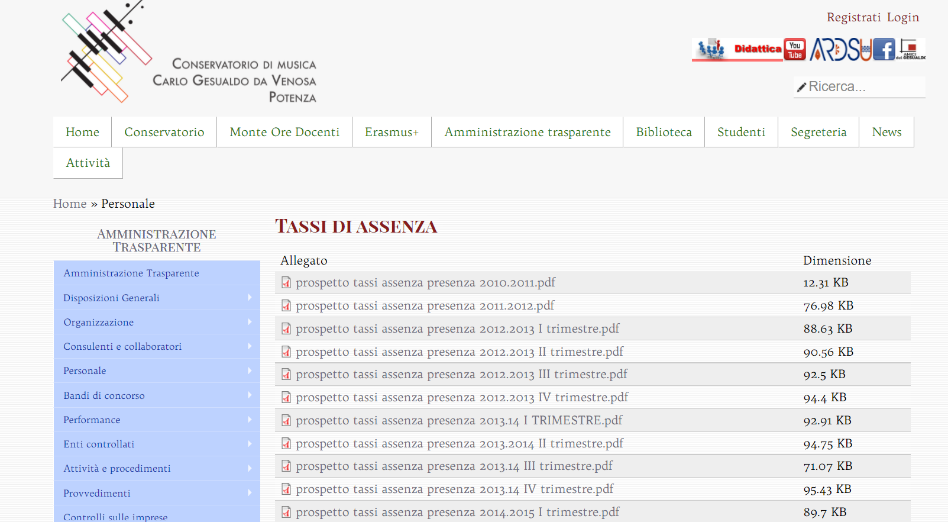 Registrati Login
Conservatorio di musica
Carlo Gesualdo da Venosa
Potenza
Didattica You Tube ARDSU f
Ricerca...
Home Conservatorio Monte Ore Docenti Erasmus+ Amministrazione trasparente Biblioteca Studenti Segreteria News
Attività
Home » Personale
Amministrazione
Trasparente
Tassi di assenza
Allegato Dimensione
prospetto tassi assenza presenza 2010.2011.pdf 12.31 KB
prospetto tassi assenza presenza 2011.2012.pdf 76.98 KB
prospetto tassi assenza presenza 2012.2013 I trimestre.pdf 88.63 KB
prospetto tassi assenza presenza 2012.2013 II trimestre.pdf 90.56 KB
prospetto tassi assenza presenza 2012.2013 III trimestre.pdf 92.5 KB
prospetto tassi assenza presenza 2012.2013 IV trimestre.pdf 94.4 KB
prospetto tassi assenza presenza 2013.14 I TRIMESTRE.pdf 92.91 KB
prospetto tassi assenza presenza 2013.2014 II trimestre.pdf 94.75 KB
prospetto tassi assenza presenza 2013.14 III trimestre.pdf 71.07 KB
prospetto tassi assenza presenza 2013.14 IV trimestre.pdf 95.43 KB
prospetto tassi assenza presenza 2014.2015 I trimestre.pdf 89.7 KB
Amministrazione Trasparente
Disposizioni Generali
Organizzazione
Consulenti e collaboratori
Personale
Bandi di concorso
Performance
Enti controllati
Attività e procedimenti
Provvedimenti
Controlli sulle imprese